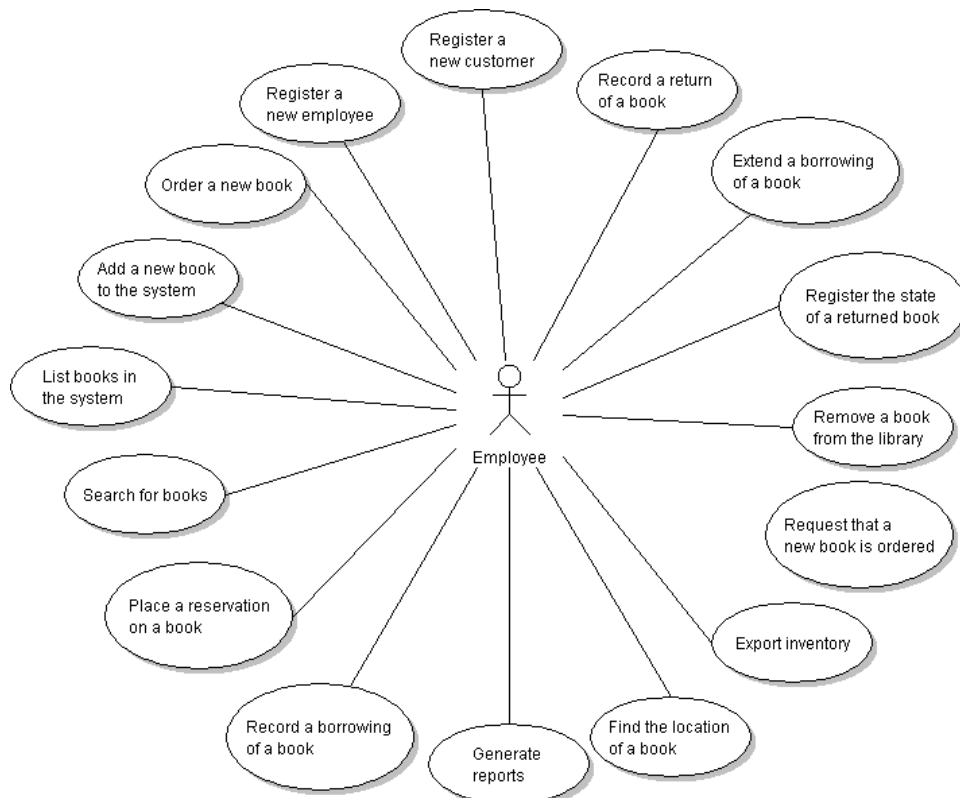 Register a
new customer
Record a return
of a book
Register a
new employee
Extend a borrowing
of a book
Order a new book
Add a new book
to the system
Register the state
of a returned book
List books in
the system
Remove a book
from the library
Employee
Search for books
Request that a
new book is ordered
Place a reservation
on a book
Export inventory
Record a borrowing
of a book
Find the location
of a book
Generate
reports